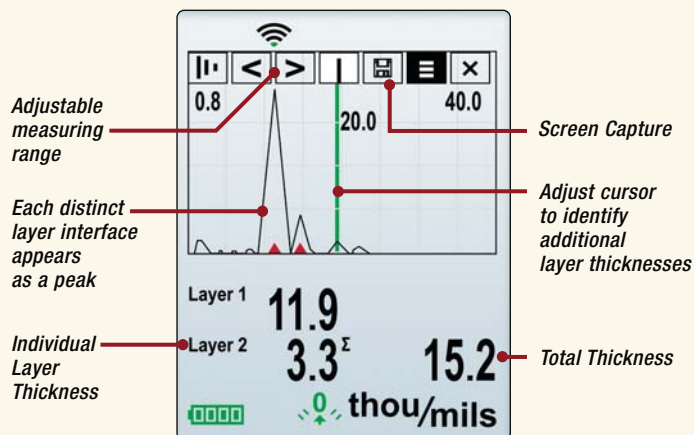 < > | ×
0.8
40.0
20.0
Adjustable
measuring
range
Each distinct
layer interface
appears
as a peak
Individual
Layer
Thickness
Screen Capture
Adjust cursor
to identify
additional
layer thicknesses
Total Thickness
Layer 1 11.9
Layer 2 3.3 Σ 15.2
0 thou/mils